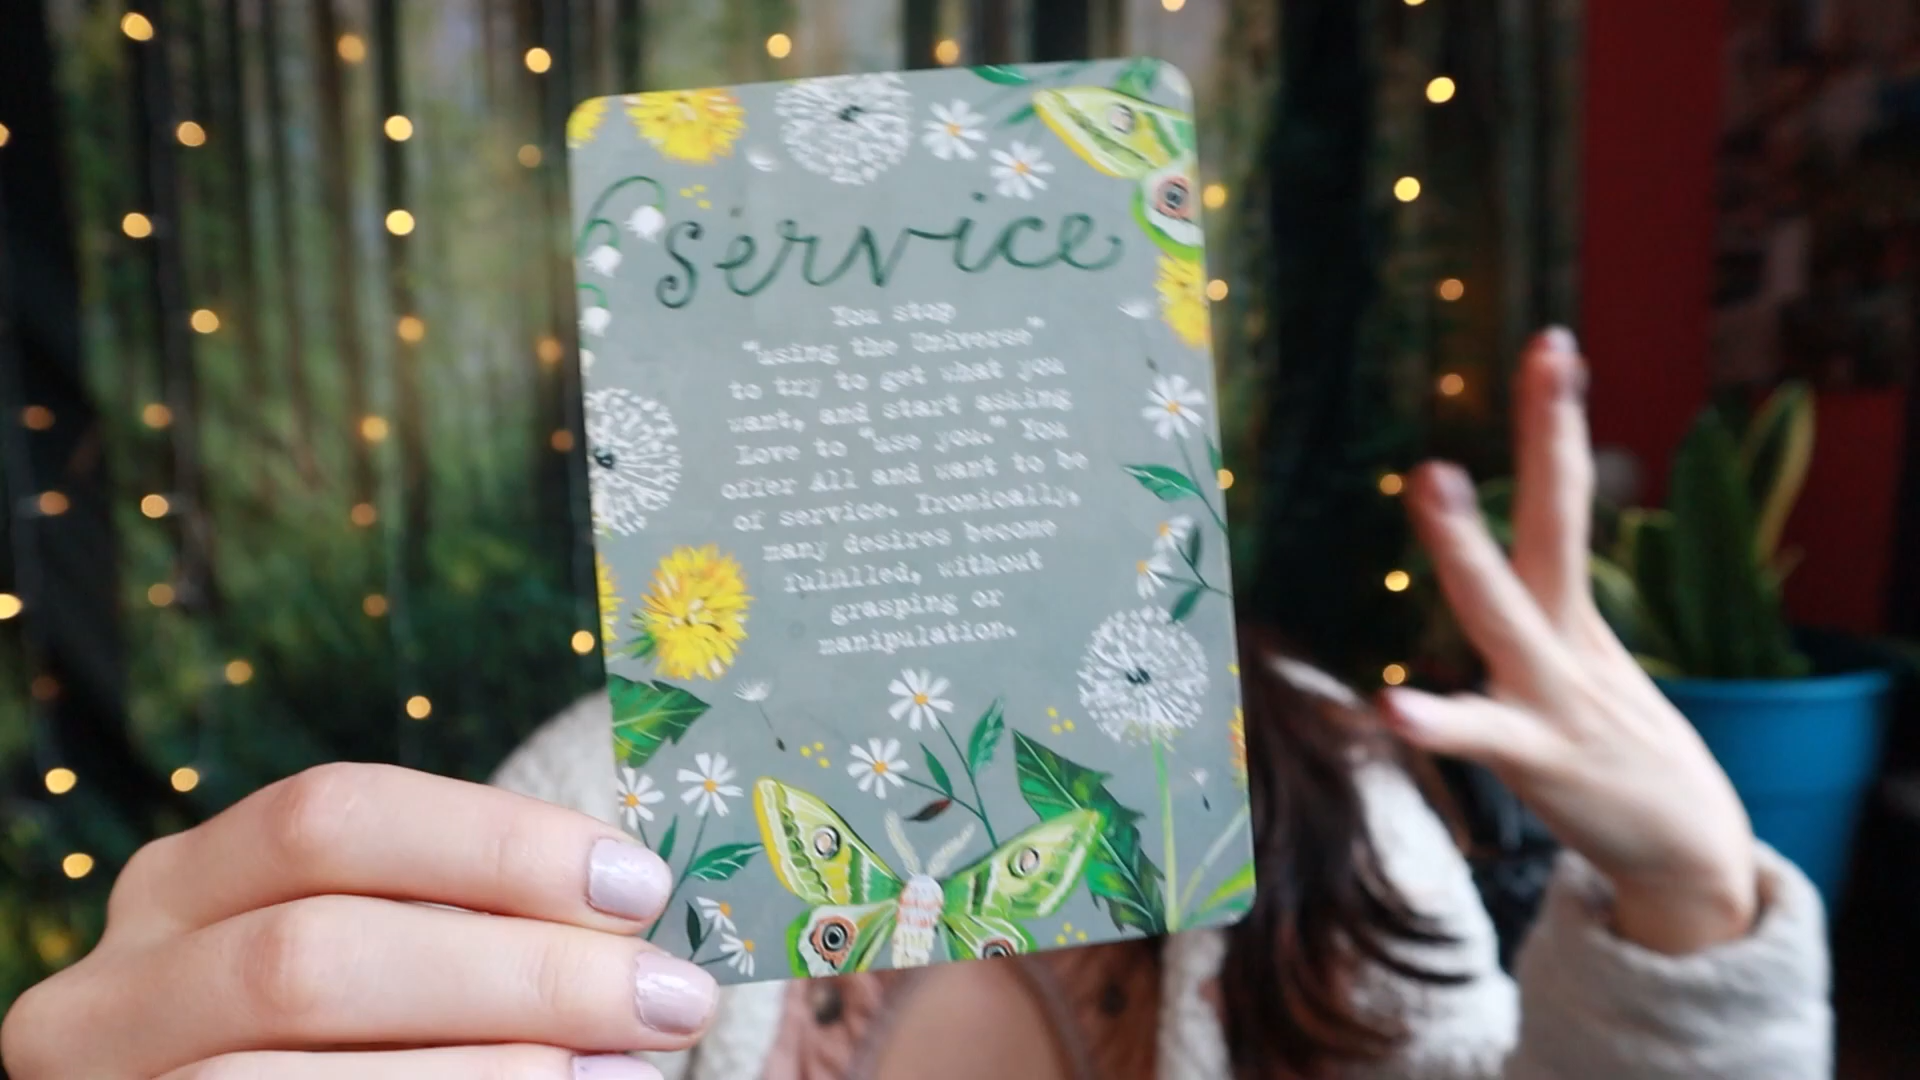 service
You stop
"using the Universe"
to try to get what you
want, and start asking
Love to "use you." You
offer All and want to be
of service. Ironically,
many desires become
fulfilled, without
grasping or
manipulation.